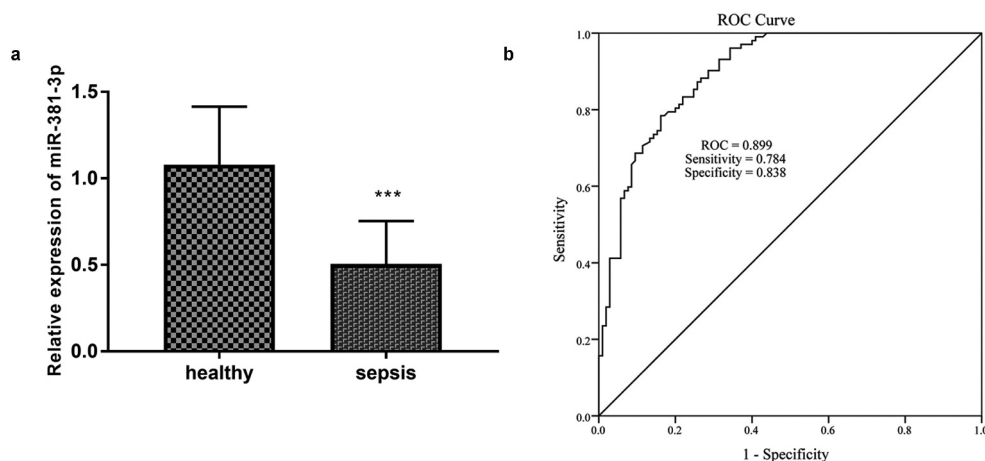 a
Relative expression of miR-381-3p
1.5
1.0
0.5
0.0
***
healthy
sepsis
b
ROC Curve
Sensitivity
1.0
0.8
0.6
0.4
0.2
0.0
ROC = 0.899
Sensitivity = 0.784
Specificity = 0.838
0.0
0.2
0.4
0.6
0.8
1.0
1 - Specificity